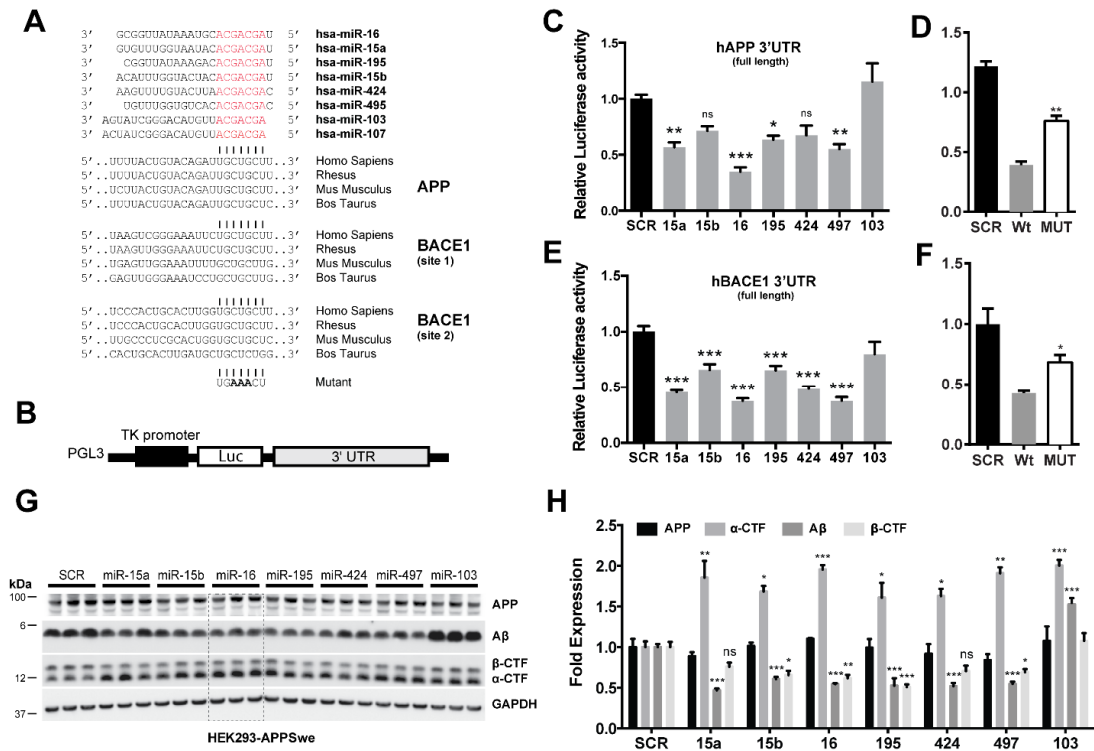 A
3' GCGGUUAUAAAUGCACGACGAU 5' hsa-miR-16
3' GUGUUUGGUAAUACACGACGAU 5' hsa-miR-15a
3' CGGUUAUAAAGACACGACGAU 5' hsa-miR-195
3' ACAUUUGGUACUACACGACGAU 5' hsa-miR-15b
3' AAGUUUUGUACUUAACGACGAC 5' hsa-miR-424
3' UGUUUGGUGUCACACGACGAC 5' hsa-miR-495
3' AGUAUCGGGACAUGUUACGACGA 5' hsa-miR-103
3' ACUAUCGGGACAUGUUACGACGA 5' hsa-miR-107
5'..UUUUACUGUACAGAUUGCUGCUU..3' Homo Sapiens
5'..UUUUACUGUACAGAUUGCUGCUU..3' Rhesus
5'..UCUUACUGUACAGAUUGCUGCUU..3' Mus Musculus
5'..UUUUACUGUACAGAUUGCUGCUC..3' Bos Taurus
APP
5'..UAAGUCGGGAAAUUCUGCUGCUU..3' Homo Sapiens
5'..UAAGUUGGGAAAUUCUGCUGCUU..3' Rhesus
5'..UGAGUUGGAAAUUUUGCUGCUU..3' Mus Musculus
5'..GAGUUGGGAAAUCCUGCUGCUU..3' Bos Taurus
BACE1
(site 1)
5'..UCCCACUGCACUUGGUGCUGCUU..3' Homo Sapiens
5'..UCCCACUGCACUUGGUGCUGCUU..3' Rhesus
5'..UUGCCCUCGCACUGGUGCUGCUU..3' Mus Musculus
5'..CACUGCACUUGAUGCUGCUCUGG..3' Bos Taurus
BACE1
(site 2)
UGAAACU Mutant
B
TK promoter
PGL3
Luc
3' UTR
C
hAPP 3'UTR
(full length)
Relative Luciferase activity
1.5
1.0
0.5
0.0
** ns *** * ns **
SCR 15a 15b 16 195 424 497 103
D
1.5
1.0
0.5
0.0
**
SCR Wt MUT
E
hBACE1 3'UTR
(full length)
Relative Luciferase activity
1.5
1.0
0.5
0.0
*** *** *** *** *** ***
SCR 15a 15b 16 195 424 497 103
F
1.5
1.0
0.5
0.0
*
SCR Wt MUT
G
kDa
SCR miR-15a miR-15b miR-16 miR-195 miR-424 miR-497 miR-103
100
6
12
37
APP
Aβ
β-CTF
α-CTF
GAPDH
HEK293-APPSwe
H
APP α-CTF Aβ β-CTF
Fold Expression
2.5
2.0
1.5
1.0
0.5
0.0
** *** ns
* *** *
*** *** **
* *** ***
* *** ns
** *** *
*** ***
SCR 15a 15b 16 195 424 497 103